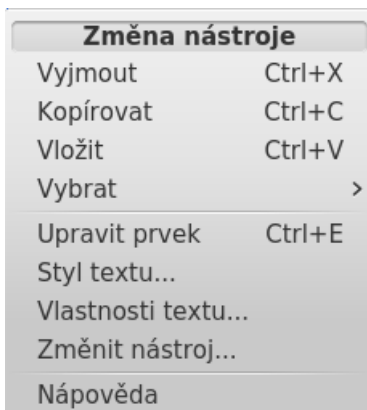 Změna nástroje
Vyjmout Ctrl+X
Kopírovat Ctrl+C
Vložit Ctrl+V
Vybrat >
Upravit prvek Ctrl+E
Styl textu...
Vlastnosti textu...
Změnit nástroj...
Nápověda